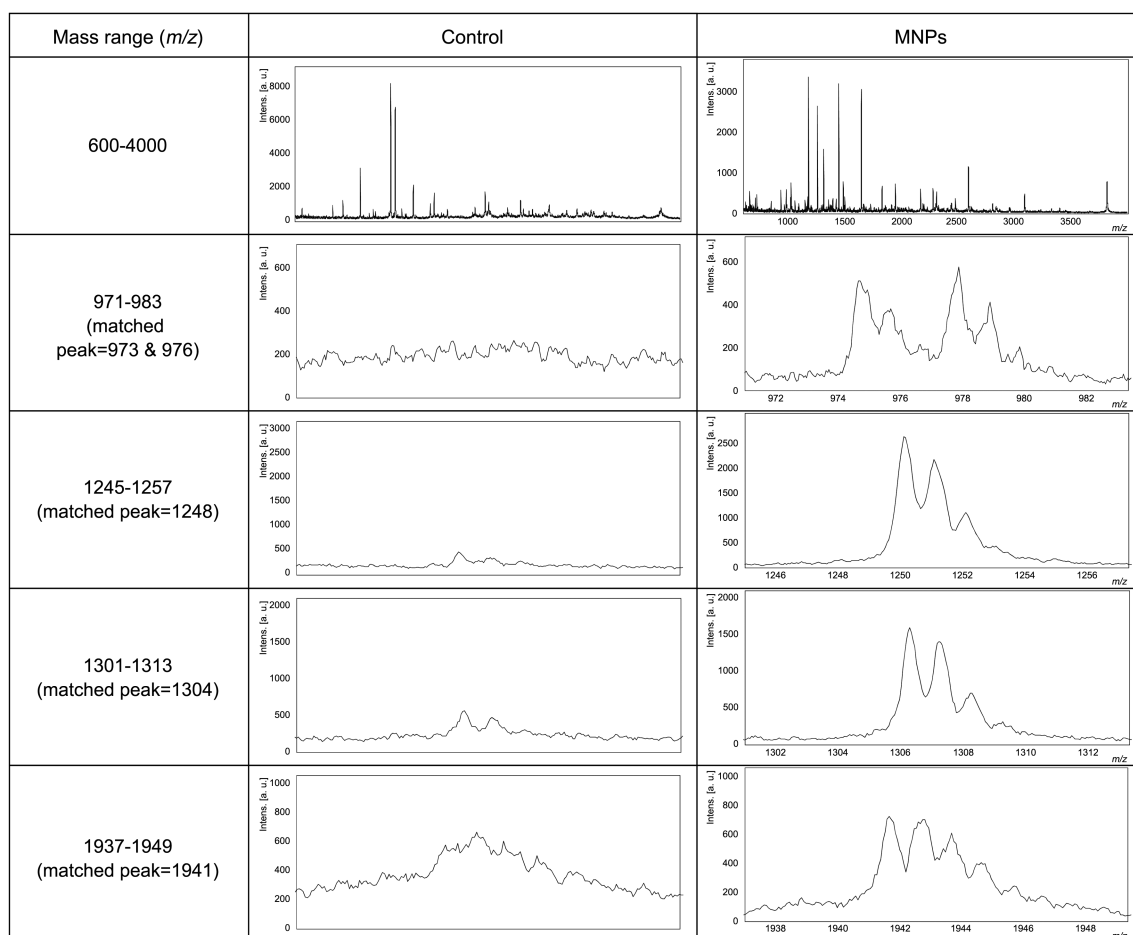 Mass range (m/z)
Control
MNPs
600-4000
Intens. [a. u.]
8000
6000
4000
2000
0
Intens. [a. u.]
3000
2000
1000
0
1000 1500 2000 2500 3000 3500
m/z
971-983
(matched
peak=973 & 976)
Intens. [a. u.]
600
400
200
0
Intens. [a. u.]
600
400
200
0
972 974 976 978 980 982
m/z
1245-1257
(matched peak=1248)
Intens. [a. u.]
3000
2500
2000
1500
1000
500
0
Intens. [a. u.]
2500
2000
1500
1000
500
0
1246 1248 1250 1252 1254 1256
m/z
1301-1313
(matched peak=1304)
Intens. [a. u.]
2000
1500
1000
500
0
Intens. [a. u.]
2000
1500
1000
500
0
1302 1304 1306 1308 1310 1312
m/z
1937-1949
(matched peak=1941)
Intens. [a. u.]
1000
800
600
400
200
0
Intens. [a. u.]
1000
800
600
400
200
0
1938 1940 1942 1944 1946 1948
m/z